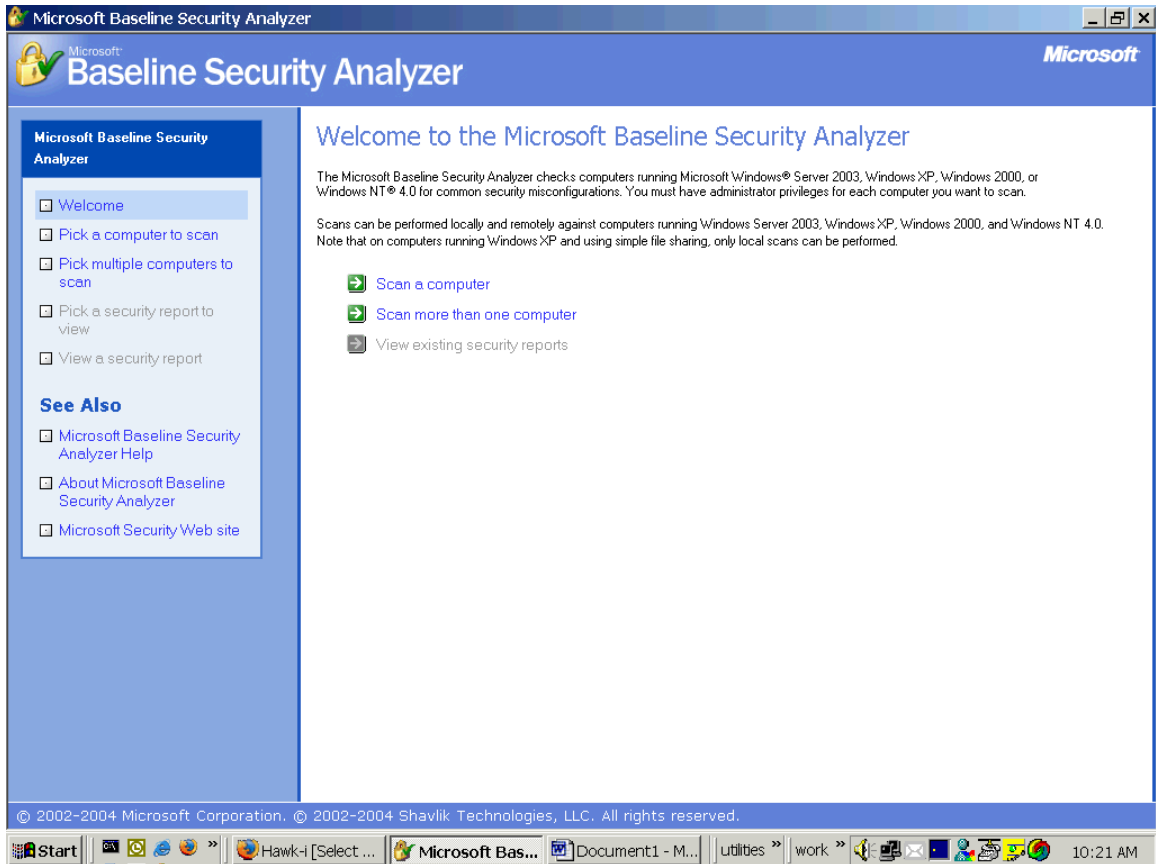 Microsoft Baseline Security Analyzer
Microsoft
Baseline Security Analyzer
Microsoft
Microsoft Baseline Security
Analyzer
Welcome
Pick a computer to scan
Pick multiple computers to
scan
Pick a security report to
view
View a security report
See Also
Microsoft Baseline Security
Analyzer Help
About Microsoft Baseline
Security Analyzer
Microsoft Security Web site
Welcome to the Microsoft Baseline Security Analyzer
The Microsoft Baseline Security Analyzer checks computers running Microsoft Windows® Server 2003, Windows XP, Windows 2000, or
Windows NT® 4.0 for common security misconfigurations. You must have administrator privileges for each computer you want to scan.
Scans can be performed locally and remotely against computers running Windows Server 2003, Windows XP, Windows 2000, and Windows NT 4.0.
Note that on computers running Windows XP and using simple file sharing, only local scans can be performed.
Scan a computer
Scan more than one computer
View existing security reports
© 2002-2004 Microsoft Corporation. © 2002-2004 Shavlik Technologies, LLC. All rights reserved.
Start » Hawk-i [Select ... Microsoft Bas... Document1 - M... utilities » work » 10:21 AM